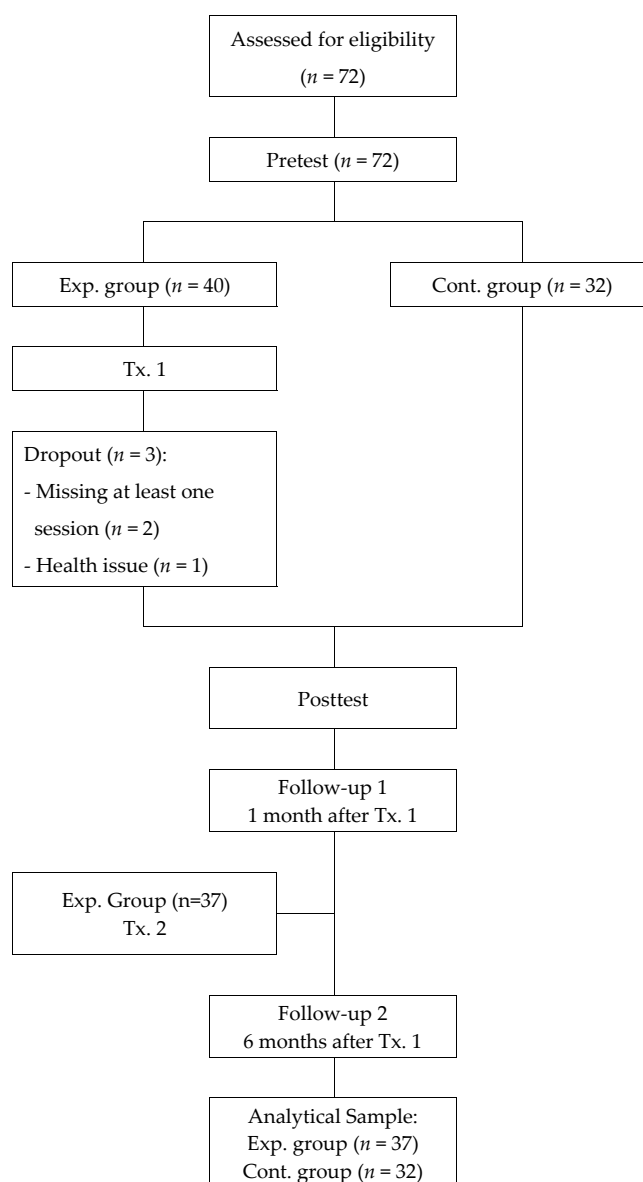 Assessed for eligibility
(n = 72)
Pretest (n = 72)
Exp. group (n = 40)
Cont. group (n = 32)
Tx. 1
Dropout (n = 3):
- Missing at least one
session (n = 2)
- Health issue (n = 1)
Posttest
Follow-up 1
1 month after Tx. 1
Exp. Group (n=37)
Tx. 2
Follow-up 2
6 months after Tx. 1
Analytical Sample:
Exp. group (n = 37)
Cont. group (n = 32)